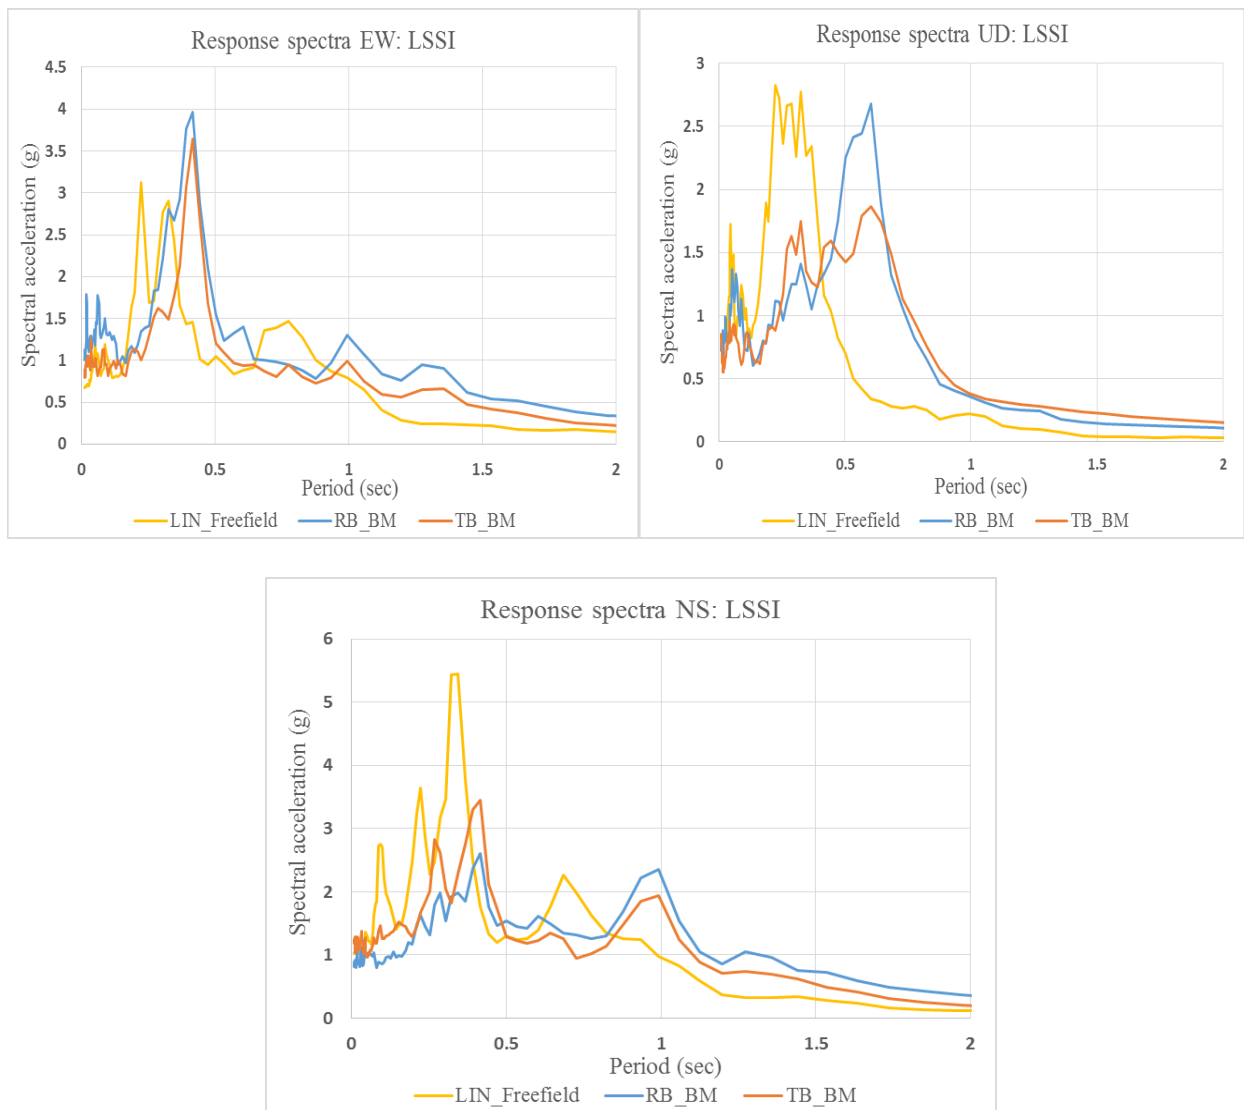 Response spectra EW: LSSI
4.5
4
3.5
3
2.5
2
1.5
1
0.5
0
Spectral acceleration (g)
0 0.5 1 1.5 2
Period (sec)
LIN_Freefield RB_BM TB_BM
Response spectra UD: LSSI
3
2.5
2
1.5
1
0.5
0
Spectral acceleration (g)
0 0.5 1 1.5 2
Period (sec)
LIN_Freefield RB_BM TB_BM
Response spectra NS: LSSI
6
5
4
3
2
1
0
Spectral acceleration (g)
0 0.5 1 1.5 2
Period (sec)
LIN_Freefield RB_BM TB_BM